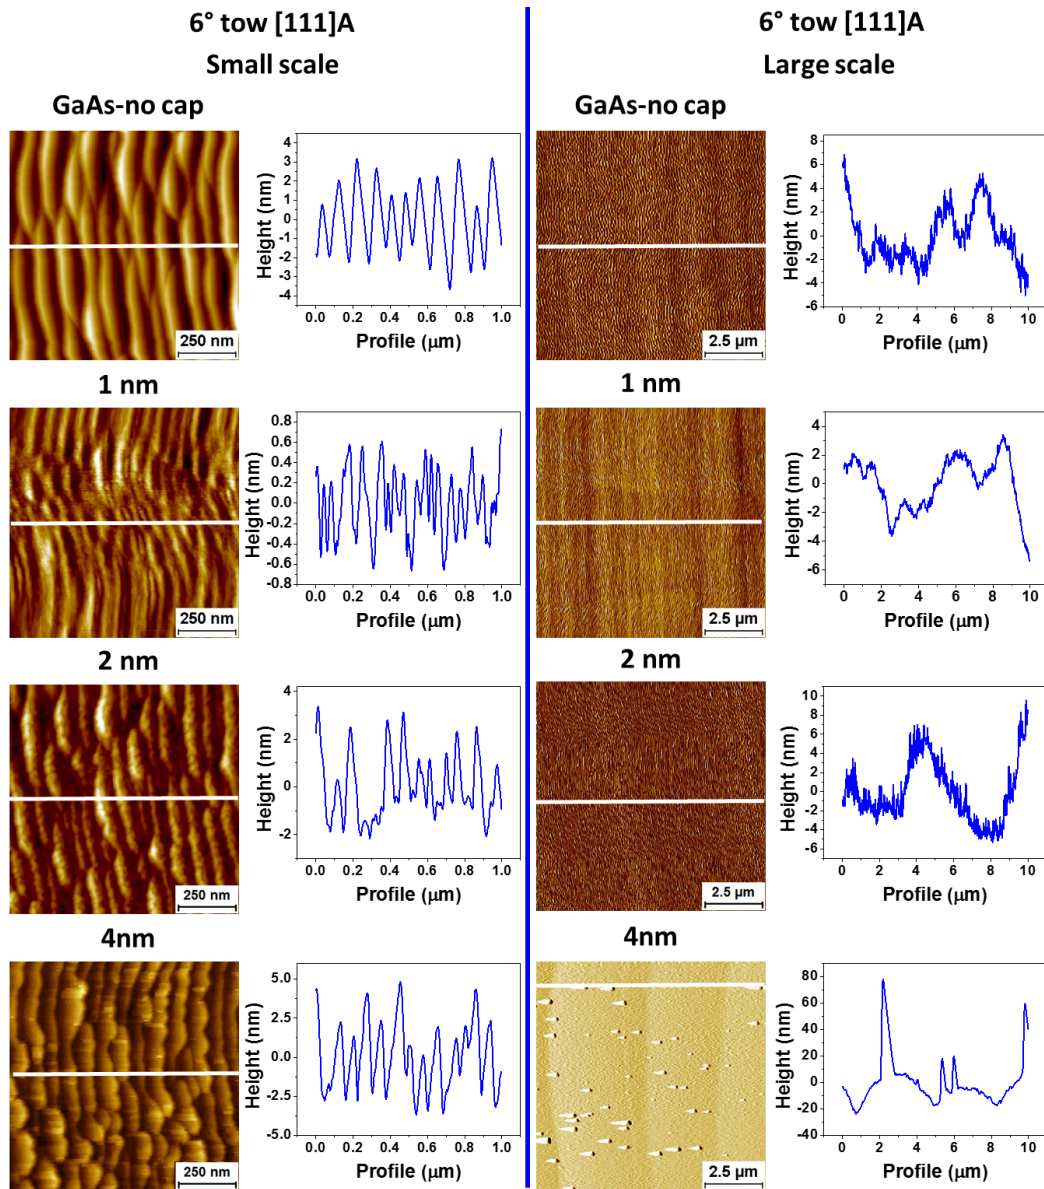 6° tow [111]A
Small scale
GaAs-no cap
Height (nm)
4
3
2
1
0
-1
-2
-3
-4
0.0 0.2 0.4 0.6 0.8 1.0
Profile (μm)
250 nm
1 nm
Height (nm)
0.8
0.6
0.4
0.2
0.0
-0.2
-0.4
-0.6
-0.8
0.0 0.2 0.4 0.6 0.8 1.0
Profile (μm)
250 nm
2 nm
Height (nm)
4
2
0
-2
0.0 0.2 0.4 0.6 0.8 1.0
Profile (μm)
250 nm
4nm
Height (nm)
5.0
2.5
0.0
-2.5
-5.0
0.0 0.2 0.4 0.6 0.8 1.0
Profile (μm)
250 nm
6° tow [111]A
Large scale
GaAs-no cap
Height (nm)
8
6
4
2
0
-2
-4
-6
0 2 4 6 8 10
Profile (μm)
2.5 μm
1 nm
Height (nm)
4
2
0
-2
-4
-6
0 2 4 6 8 10
Profile (μm)
2.5 μm
2 nm
Height (nm)
10
8
6
4
2
0
-2
-4
-6
0 2 4 6 8 10
Profile (μm)
2.5 μm
4nm
Height (nm)
80
60
40
20
0
-20
-40
0 2 4 6 8 10
Profile (μm)
2.5 μm